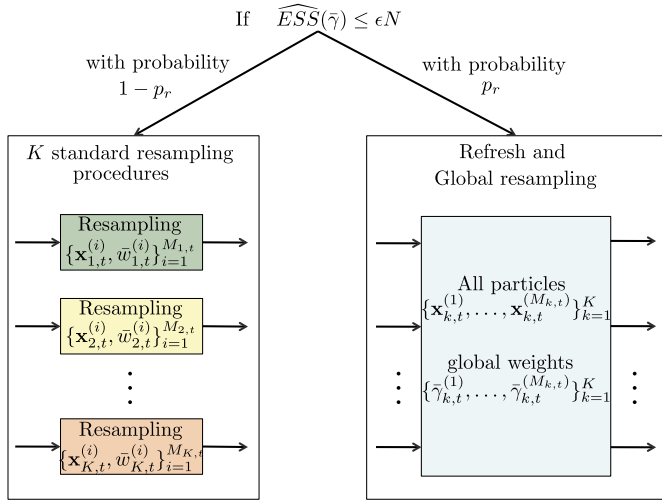 If $\widehat{ESS}(\bar{\gamma}) \leq \epsilon N$
with probability
$1 - p_r$
with probability
$p_r$
$K$ standard resampling
procedures
Resampling
$\{\mathbf{x}_{1,t}^{(i)}, \bar{w}_{1,t}^{(i)}\}_{i=1}^{M_{1,t}}$
Resampling
$\{\mathbf{x}_{2,t}^{(i)}, \bar{w}_{2,t}^{(i)}\}_{i=1}^{M_{2,t}}$
Resampling
$\{\mathbf{x}_{K,t}^{(i)}, \bar{w}_{K,t}^{(i)}\}_{i=1}^{M_{K,t}}$
Refresh and
Global resampling
All particles
$\{\mathbf{x}_{k,t}^{(1)}, \ldots, \mathbf{x}_{k,t}^{(M_{k,t})}\}_{k=1}^{K}$
global weights
$\{\bar{\gamma}_{k,t}^{(1)}, \ldots, \bar{\gamma}_{k,t}^{(M_{k,t})}\}_{k=1}^{K}$